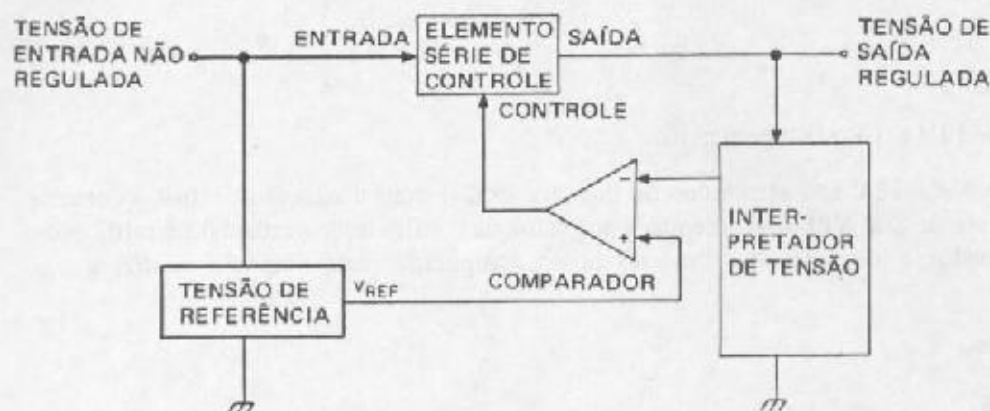 TENSÃO DE
ENTRADA NÃO
REGULADA
ENTRADA
ELEMENTO
SÉRIE DE
CONTROLE
SAÍDA
TENSÃO DE
SAÍDA
REGULADA
CONTROLE
−
+
COMPARADOR
INTER-
PRETADOR
DE TENSÃO
TENSÃO DE
REFERÊNCIA
VREF